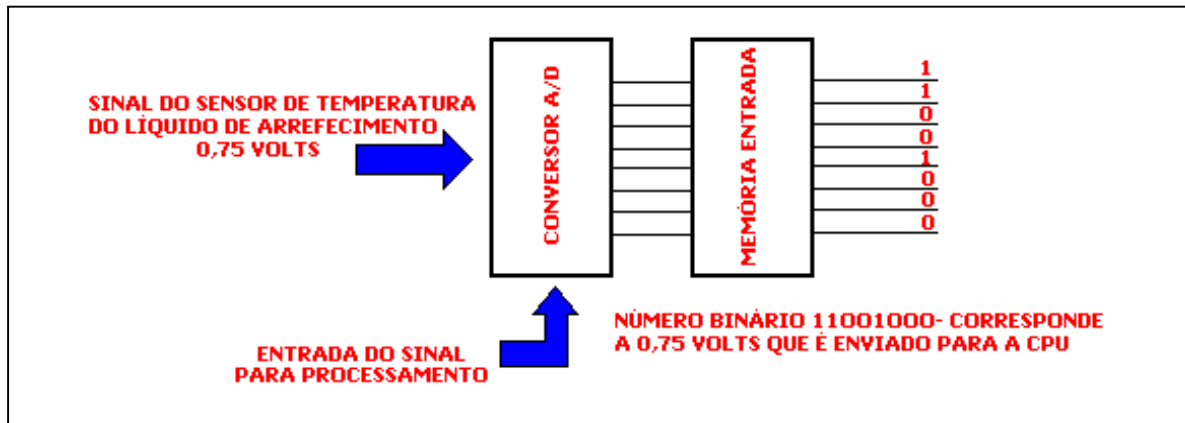 SINAL DO SENSOR DE TEMPERATURA
DO LÍQUIDO DE ARREFECIMENTO
0,75 VOLTS
CONVERSOR A/D
MEMÓRIA ENTRADA
1
1
0
0
1
0
0
0
ENTRADA DO SINAL
PARA PROCESSAMENTO
NÚMERO BINÁRIO 11001000- CORRESPONDE
A 0,75 VOLTS QUE É ENVIADO PARA A CPU